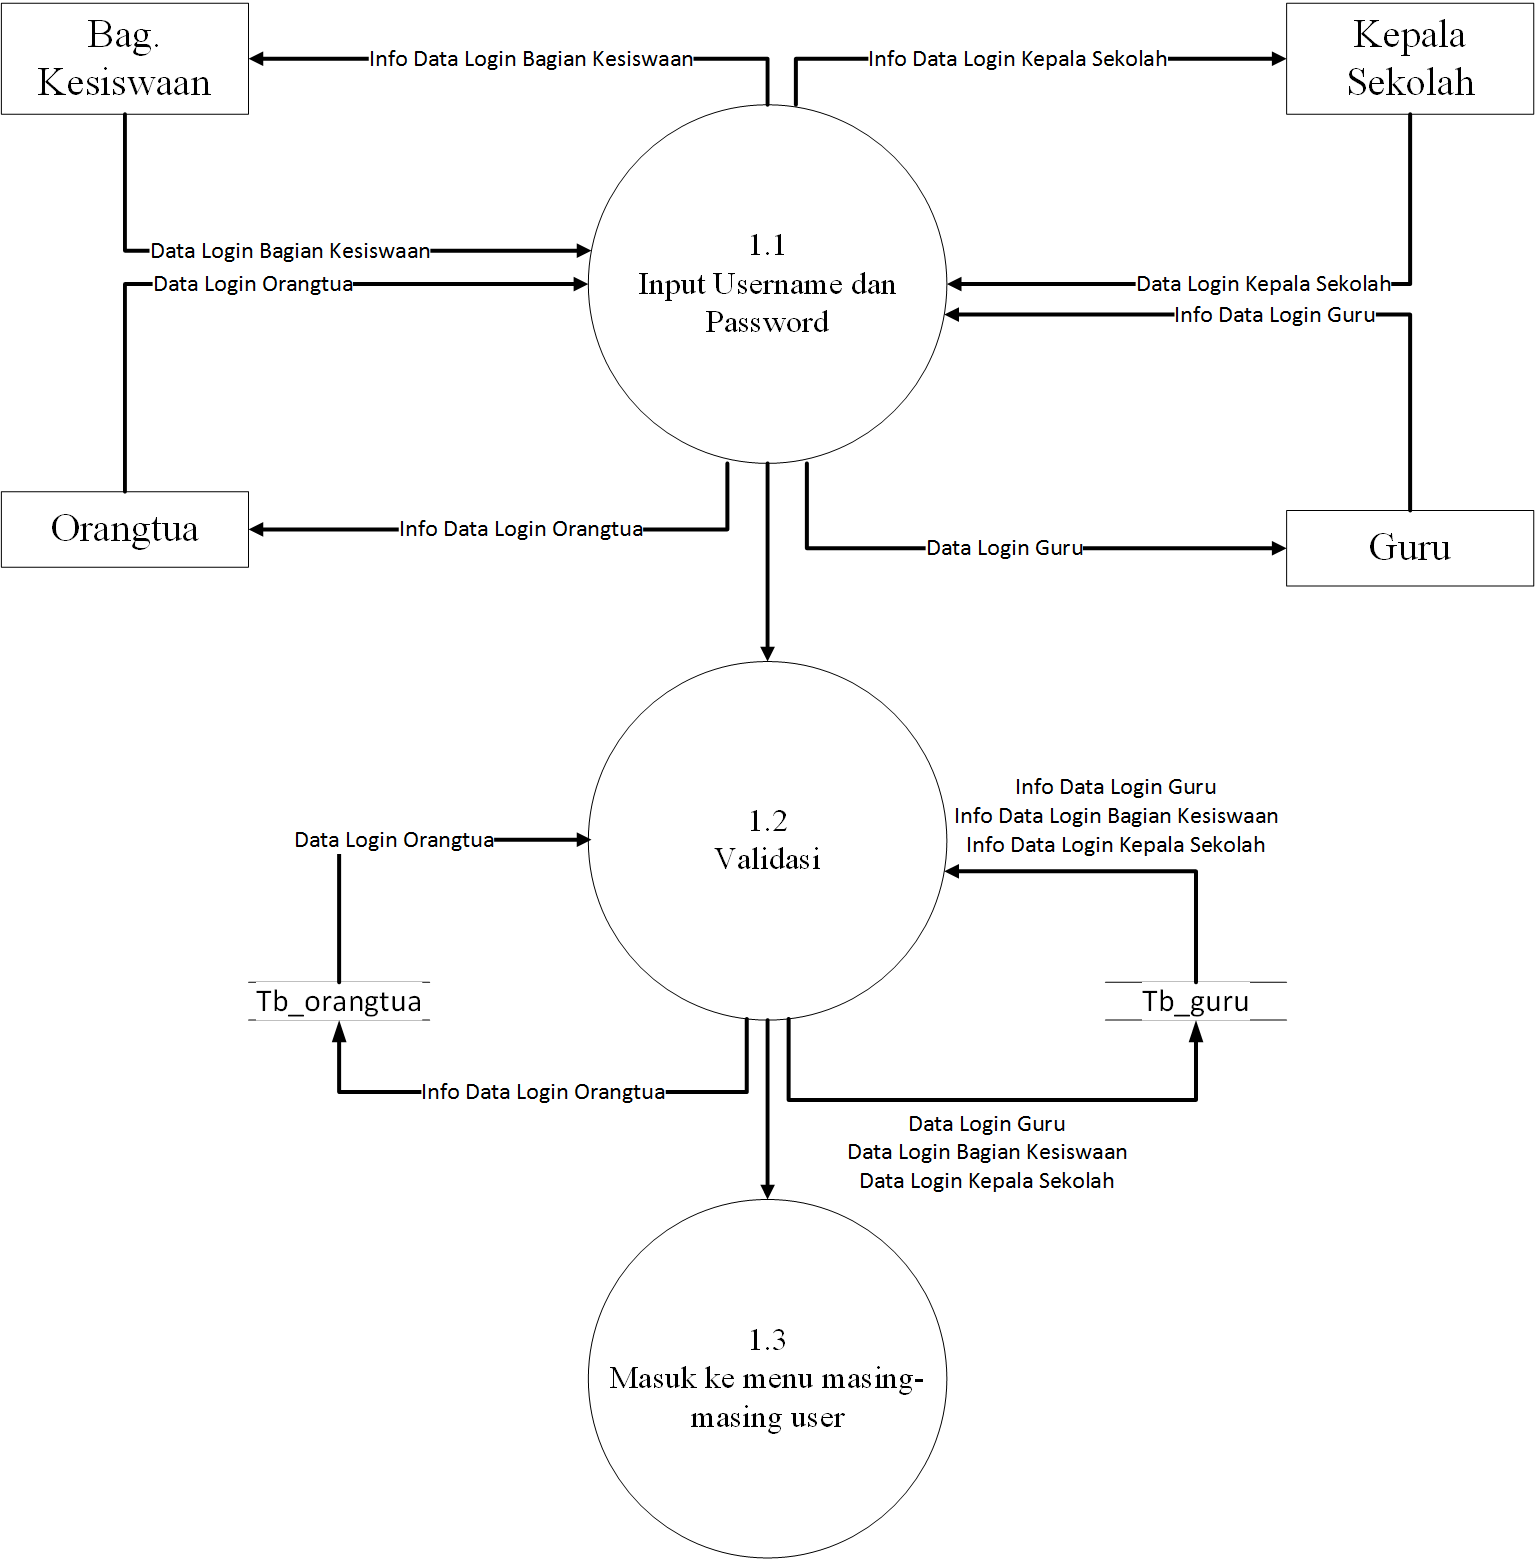 Bag.
Kesiswaan
Info Data Login Bagian Kesiswaan
Info Data Login Kepala Sekolah
Kepala
Sekolah
Data Login Bagian Kesiswaan
Data Login Orangtua
1.1
Input Username dan
Password
Data Login Kepala Sekolah
Info Data Login Guru
Orangtua
Info Data Login Orangtua
Data Login Guru
Guru
Data Login Orangtua
1.2
Validasi
Info Data Login Guru
Info Data Login Bagian Kesiswaan
Info Data Login Kepala Sekolah
Tb_orangtua
Tb_guru
Info Data Login Orangtua
Data Login Guru
Data Login Bagian Kesiswaan
Data Login Kepala Sekolah
1.3
Masuk ke menu masing-
masing user